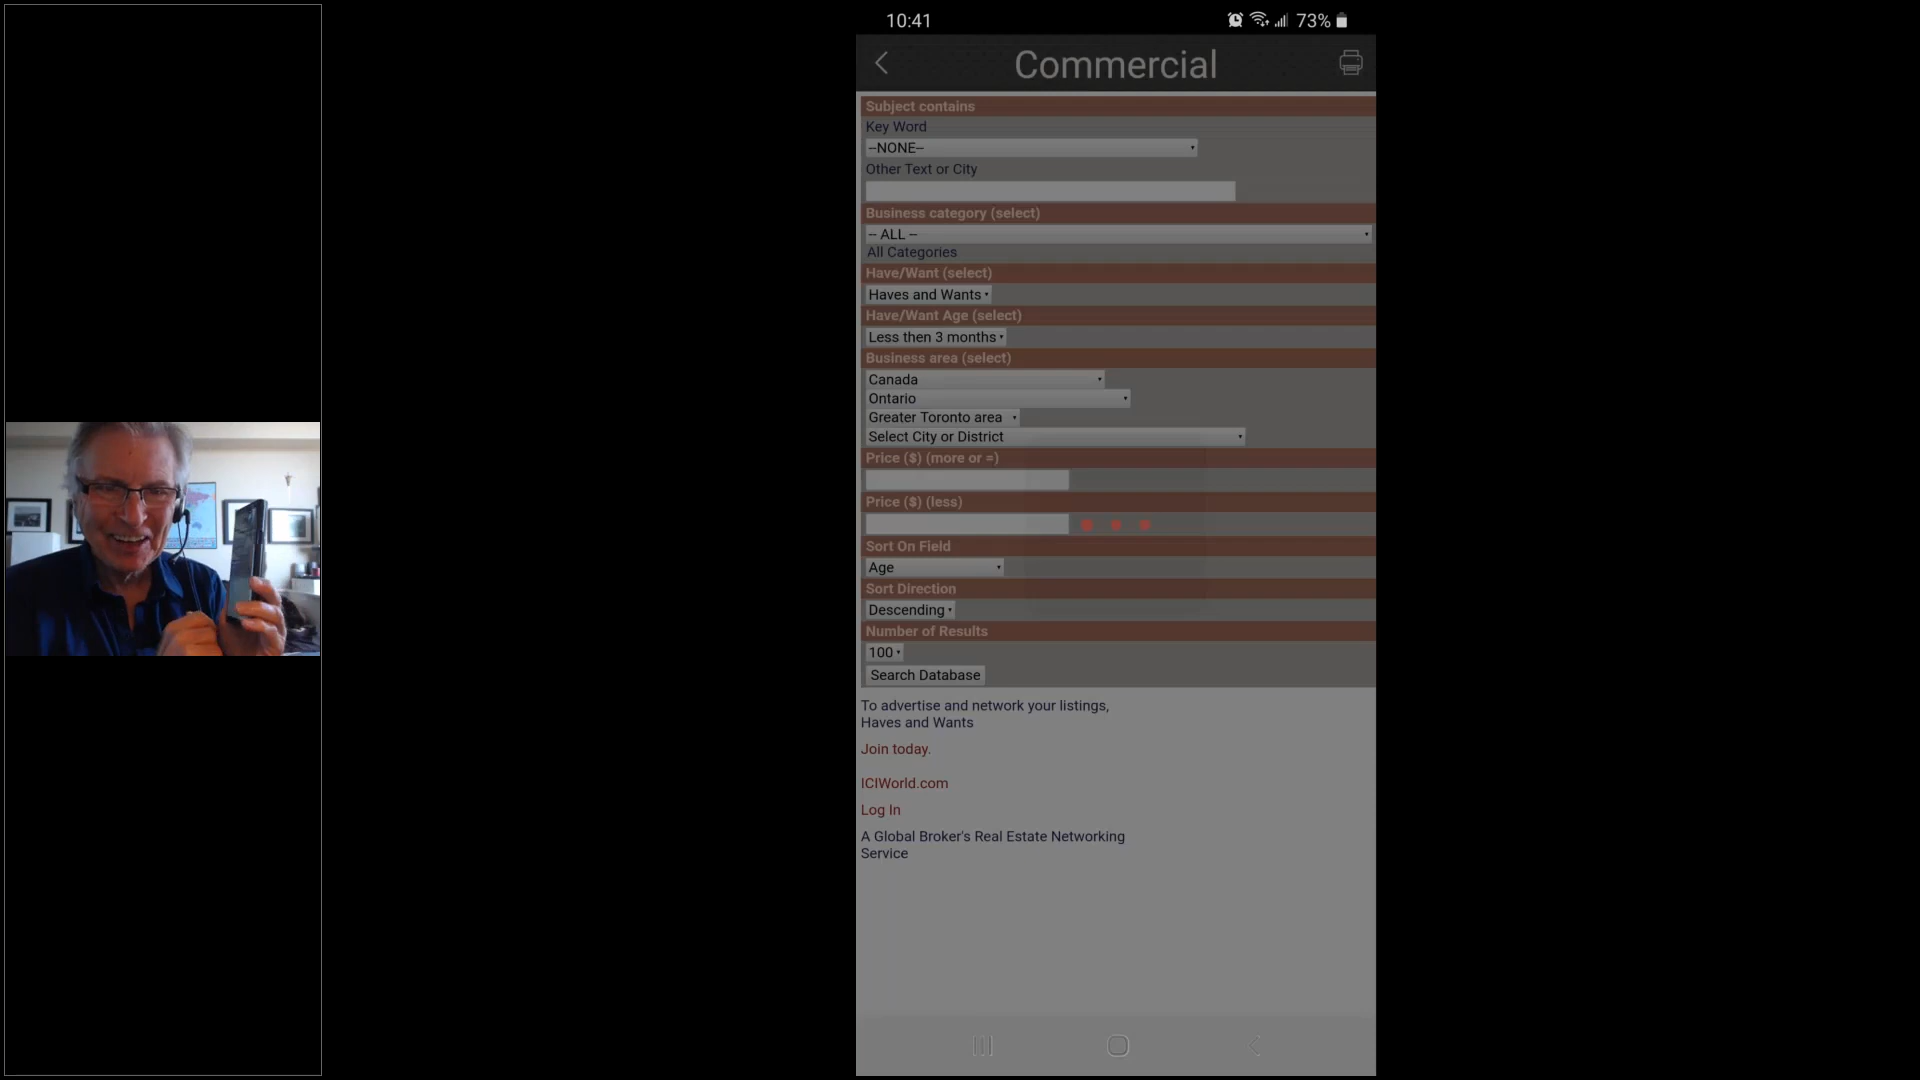 10:41
73%
Commercial
Subject contains
Key Word
--NONE--
Other Text or City
Business category (select)
-- ALL --
All Categories
Have/Want (select)
Haves and Wants
Have/Want Age (select)
Less then 3 months
Business area (select)
Canada
Ontario
Greater Toronto area
Select City or District
Price ($) (more or =)
Price ($) (less)
Sort On Field
Age
Sort Direction
Descending
Number of Results
100
Search Database
To advertise and network your listings,
Haves and Wants
Join today.
ICIWorld.com
Log In
A Global Broker's Real Estate Networking
Service